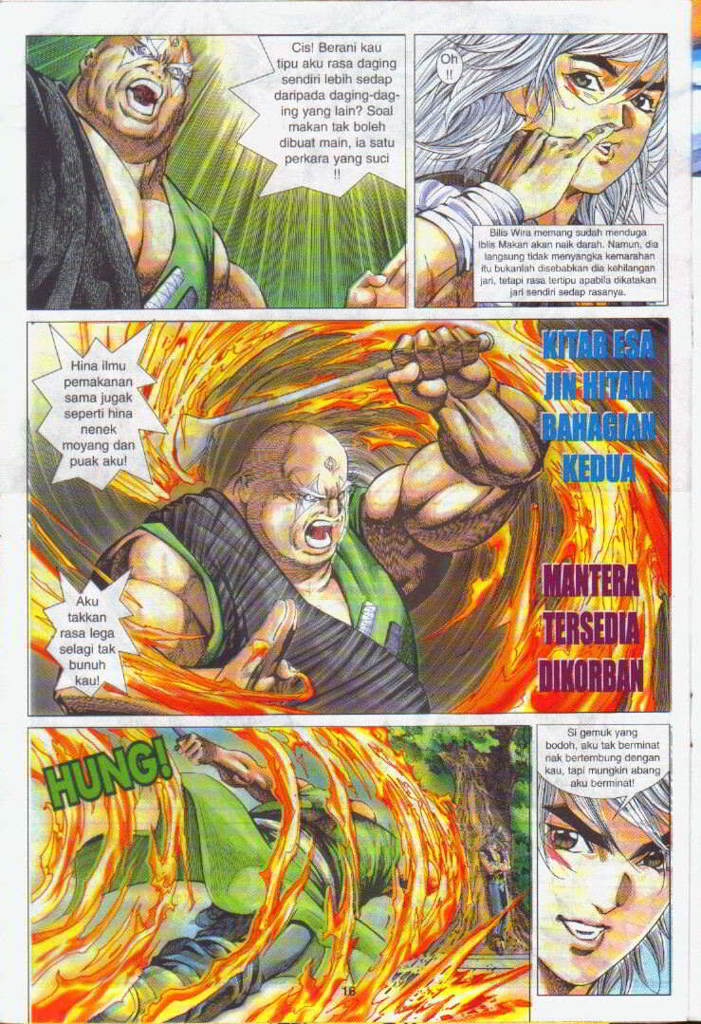 Cis! Berani kau
tipu aku rasa daging
sendiri lebih sedap
daripada daging-dag-
ing yang lain? Soal
makan tak boleh
dibuat main, ia satu
perkara yang suci
!!
Oh
!!
Bilis Wira memang sudah menduga
Iblis Makan akan naik darah. Namun, dia
langsung tidak menyangka kemarahan
itu bukanlah disebabkan dia kehilangan
jari, tetapi rasa tertipu apabila dikatakan
jari sendiri sedap rasanya.
Hina ilmu
pemakanan
sama jugak
seperti hina
nenek
moyang dan
puak aku!
KITAB ESA
JIN HITAM
BAHAGIAN
KEDUA
MANTERA
TERSEDIA
DIKORBAN
Aku
takkan
rasa lega
selagi tak
bunuh
kau!
HUNG!
Si gemuk yang
bodoh, aku tak berminat
nak bertembung dengan
kau, tapi mungkin abang
aku berminat!
16